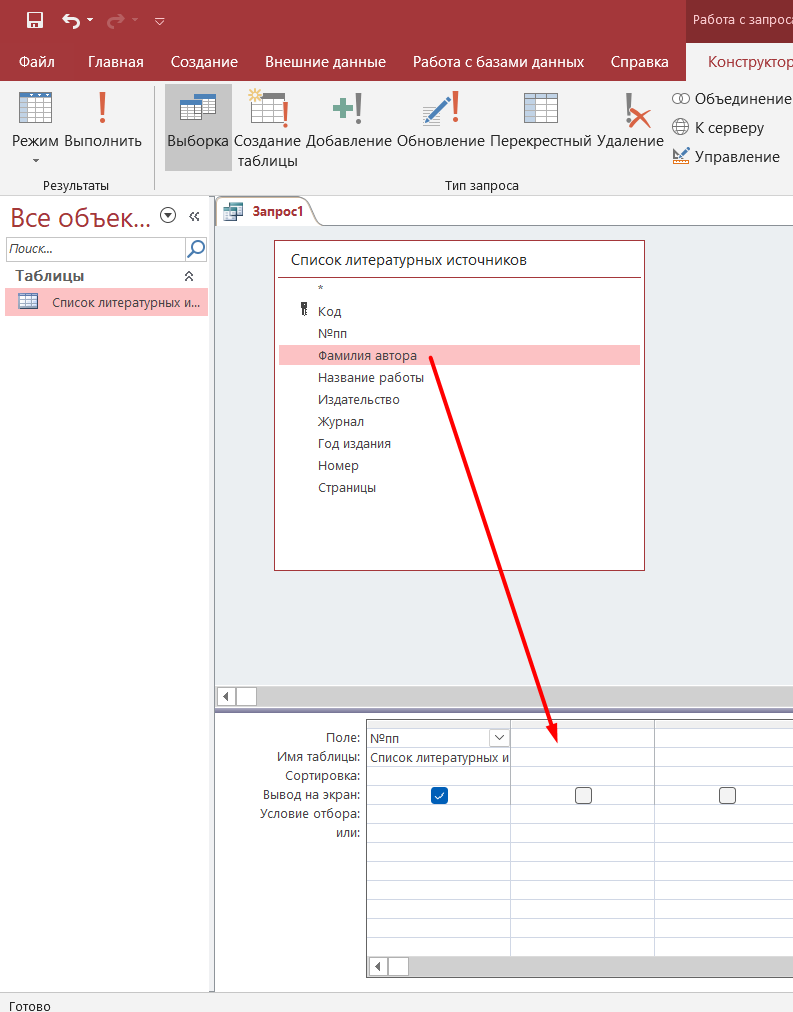 Работа с запрос
Файл Главная Создание Внешние данные Работа с базами данных Справка Конструктор
Режим Выполнить Выборка Создание таблицы Добавление Обновление Перекрестный Удаление
Объединение
К серверу
Управление
Результаты Тип запроса
Все объек... «
Запрос1
Поиск...
Таблицы
Список литературных и...
Список литературных источников
*
Код
№пп
Фамилия автора
Название работы
Издательство
Журнал
Год издания
Номер
Страницы
Поле: №пп
Имя таблицы: Список литературных и
Сортировка:
Вывод на экран:
Условие отбора:
или:
Готово